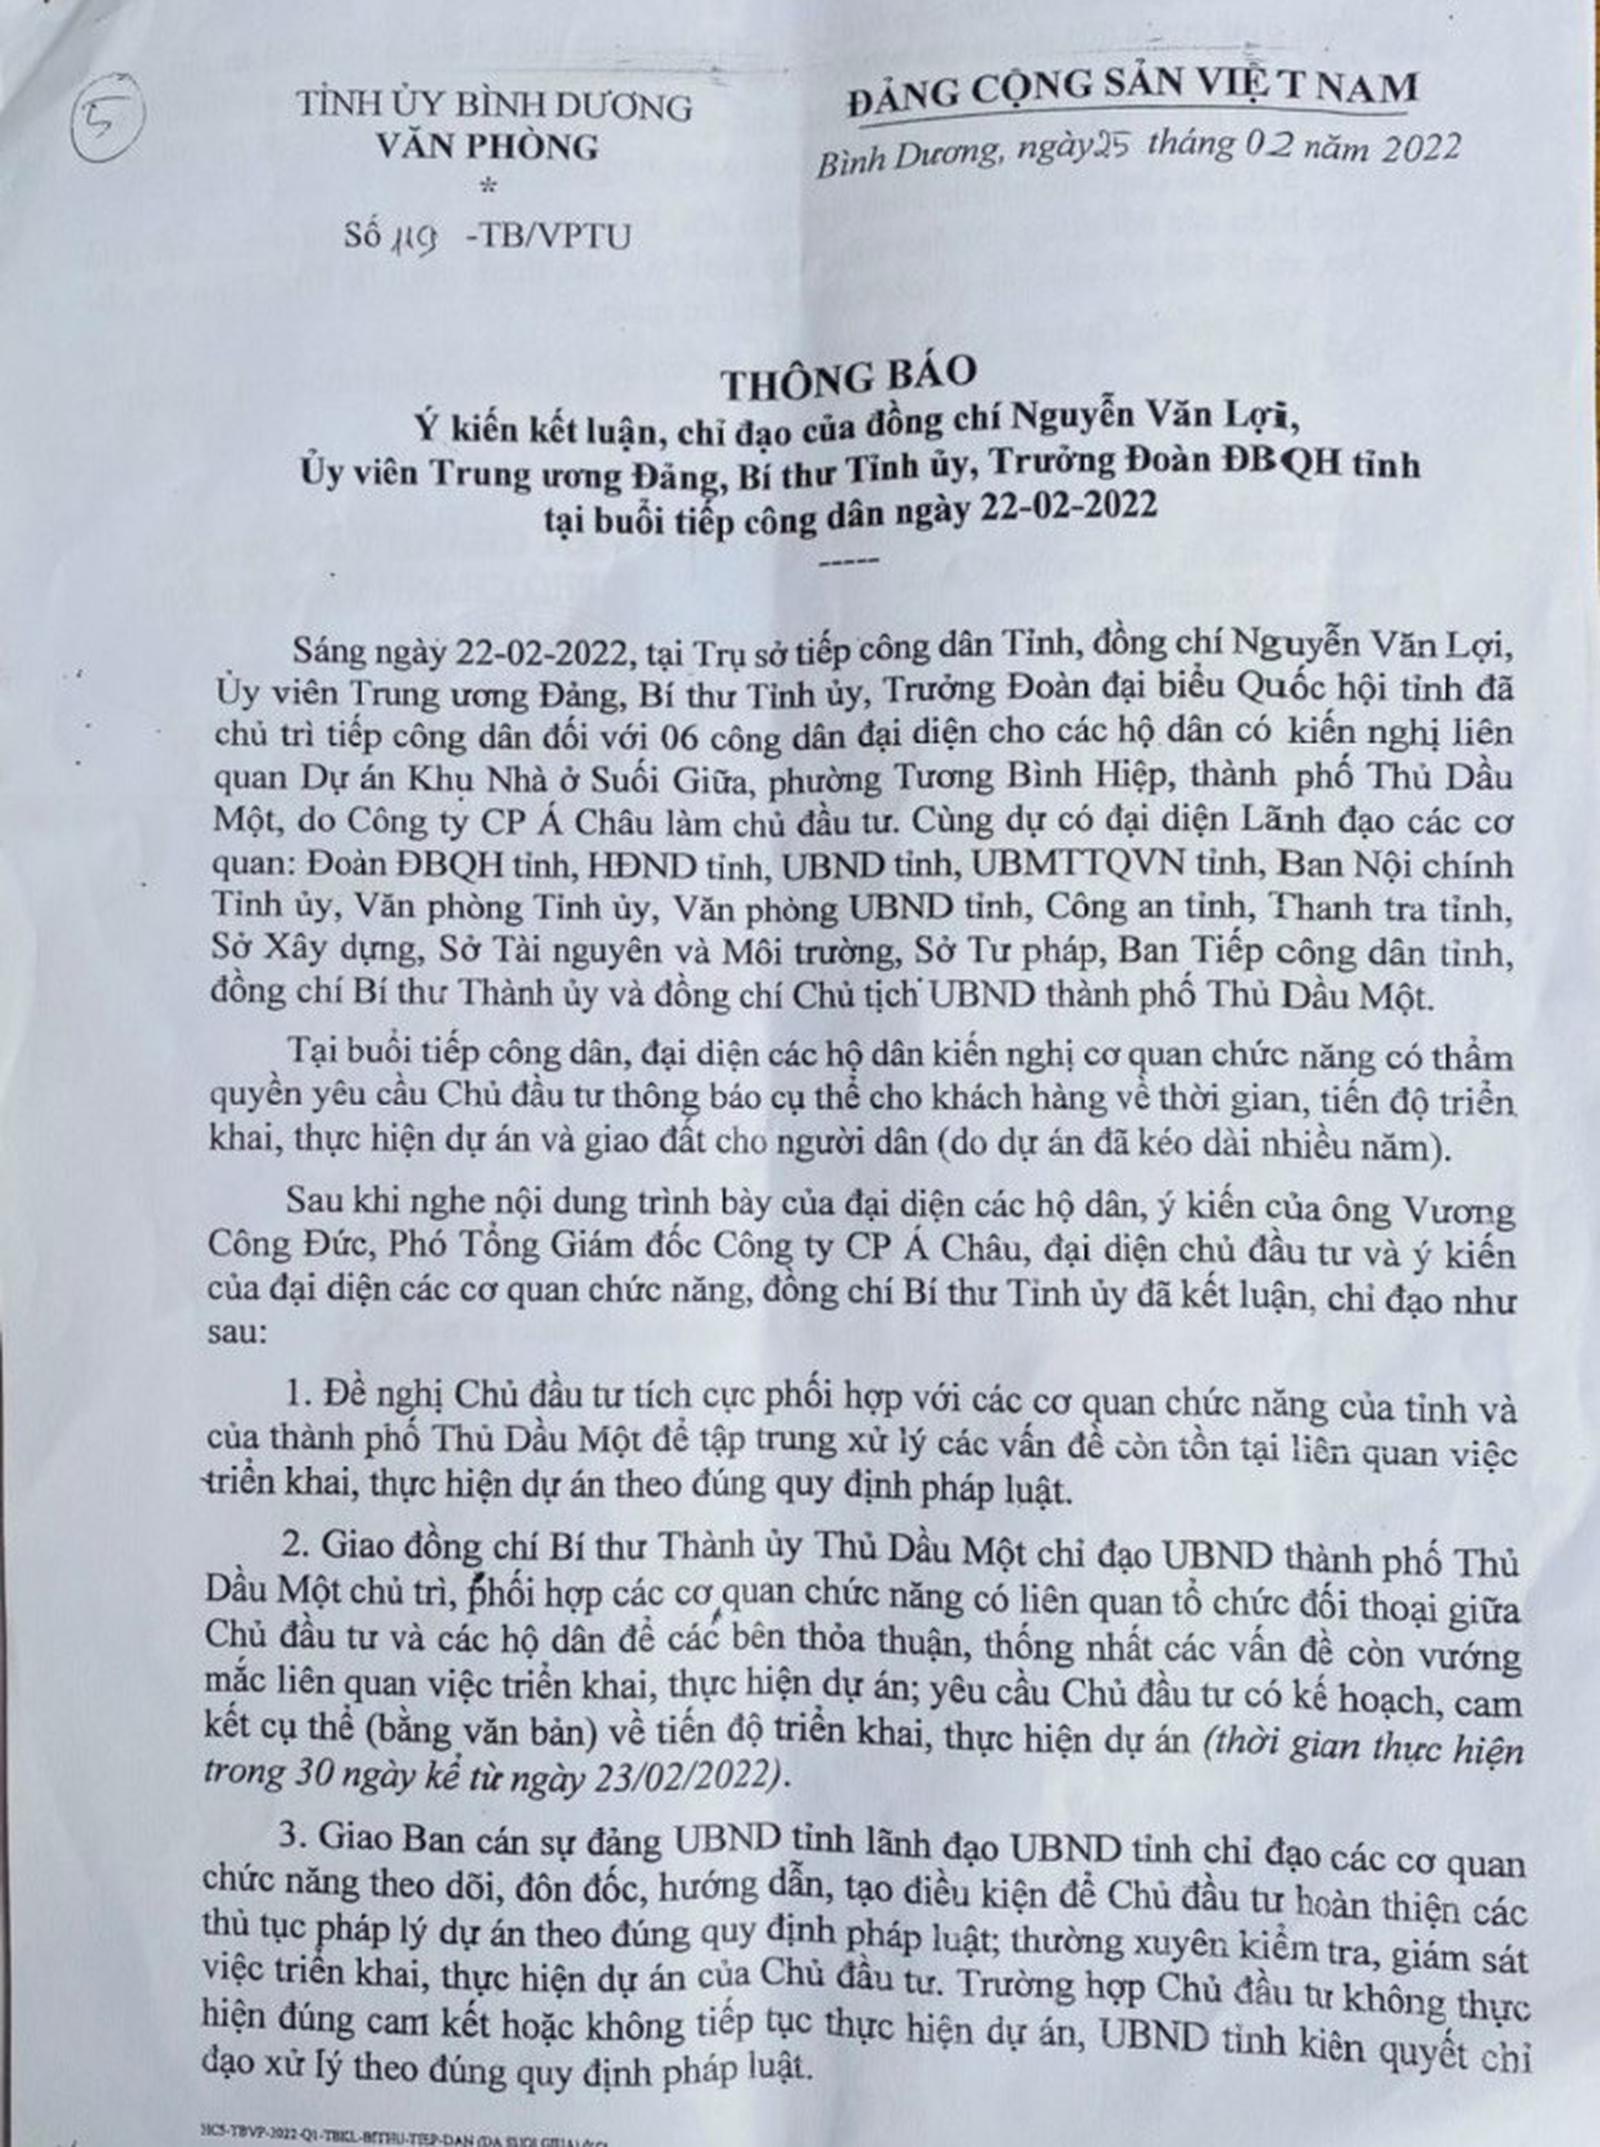 5
TỈNH ỦY BÌNH DƯƠNG
VĂN PHÒNG
*
Số 119 -TB/VPTU
ĐẢNG CỘNG SẢN VIỆT NAM
Bình Dương, ngày 25 tháng 02 năm 2022
THÔNG BÁO
Ý kiến kết luận, chỉ đạo của đồng chí Nguyễn Văn Lợi,
Ủy viên Trung ương Đảng, Bí thư Tỉnh ủy, Trưởng Đoàn ĐBQH tỉnh
tại buổi tiếp công dân ngày 22-02-2022
-----
Sáng ngày 22-02-2022, tại Trụ sở tiếp công dân Tỉnh, đồng chí Nguyễn Văn Lợi,
Ủy viên Trung ương Đảng, Bí thư Tỉnh ủy, Trưởng Đoàn đại biểu Quốc hội tỉnh đã
chủ trì tiếp công dân đối với 06 công dân đại diện cho các hộ dân có kiến nghị liên
quan Dự án Khu Nhà ở Suối Giữa, phường Tương Bình Hiệp, thành phố Thủ Dầu
Một, do Công ty CP Á Châu làm chủ đầu tư. Cùng dự có đại diện Lãnh đạo các cơ
quan: Đoàn ĐBQH tỉnh, HĐND tỉnh, UBND tỉnh, UBMTTQVN tỉnh, Ban Nội chính
Tỉnh ủy, Văn phòng Tỉnh ủy, Văn phòng UBND tỉnh, Công an tỉnh, Thanh tra tỉnh,
Sở Xây dựng, Sở Tài nguyên và Môi trường, Sở Tư pháp, Ban Tiếp công dân tỉnh,
đồng chí Bí thư Thành ủy và đồng chí Chủ tịch UBND thành phố Thủ Dầu Một.
Tại buổi tiếp công dân, đại diện các hộ dân kiến nghị cơ quan chức năng có thẩm
quyền yêu cầu Chủ đầu tư thông báo cụ thể cho khách hàng về thời gian, tiến độ triển
khai, thực hiện dự án và giao đất cho người dân (do dự án đã kéo dài nhiều năm).
Sau khi nghe nội dung trình bày của đại diện các hộ dân, ý kiến của ông Vương
Công Đức, Phó Tổng Giám đốc Công ty CP Á Châu, đại diện chủ đầu tư và ý kiến
của đại diện các cơ quan chức năng, đồng chí Bí thư Tỉnh ủy đã kết luận, chỉ đạo như
sau:
1. Đề nghị Chủ đầu tư tích cực phối hợp với các cơ quan chức năng của tỉnh và
của thành phố Thủ Dầu Một để tập trung xử lý các vấn đề còn tồn tại liên quan việc
triển khai, thực hiện dự án theo đúng quy định pháp luật.
2. Giao đồng chí Bí thư Thành ủy Thủ Dầu Một chỉ đạo UBND thành phố Thủ
Dầu Một chủ trì, phối hợp các cơ quan chức năng có liên quan tổ chức đối thoại giữa
Chủ đầu tư và các hộ dân để các bên thỏa thuận, thống nhất các vấn đề còn vướng
mắc liên quan việc triển khai, thực hiện dự án; yêu cầu Chủ đầu tư có kế hoạch, cam
kết cụ thể (bằng văn bản) về tiến độ triển khai, thực hiện dự án (thời gian thực hiện
trong 30 ngày kể từ ngày 23/02/2022).
3. Giao Ban cán sự đảng UBND tỉnh lãnh đạo UBND tỉnh chỉ đạo các cơ quan
chức năng theo dõi, đôn đốc, hướng dẫn, tạo điều kiện để Chủ đầu tư hoàn thiện các
thủ tục pháp lý dự án theo đúng quy định pháp luật; thường xuyên kiểm tra, giám sát
việc triển khai, thực hiện dự án của Chủ đầu tư. Trường hợp Chủ đầu tư không thực
hiện đúng cam kết hoặc không tiếp tục thực hiện dự án, UBND tỉnh kiên quyết chỉ
đạo xử lý theo đúng quy định pháp luật.
HC5-TBVP-2022-Q1-TBKL-BITHU-TIEP-DAN (DA SUOI GIUA)